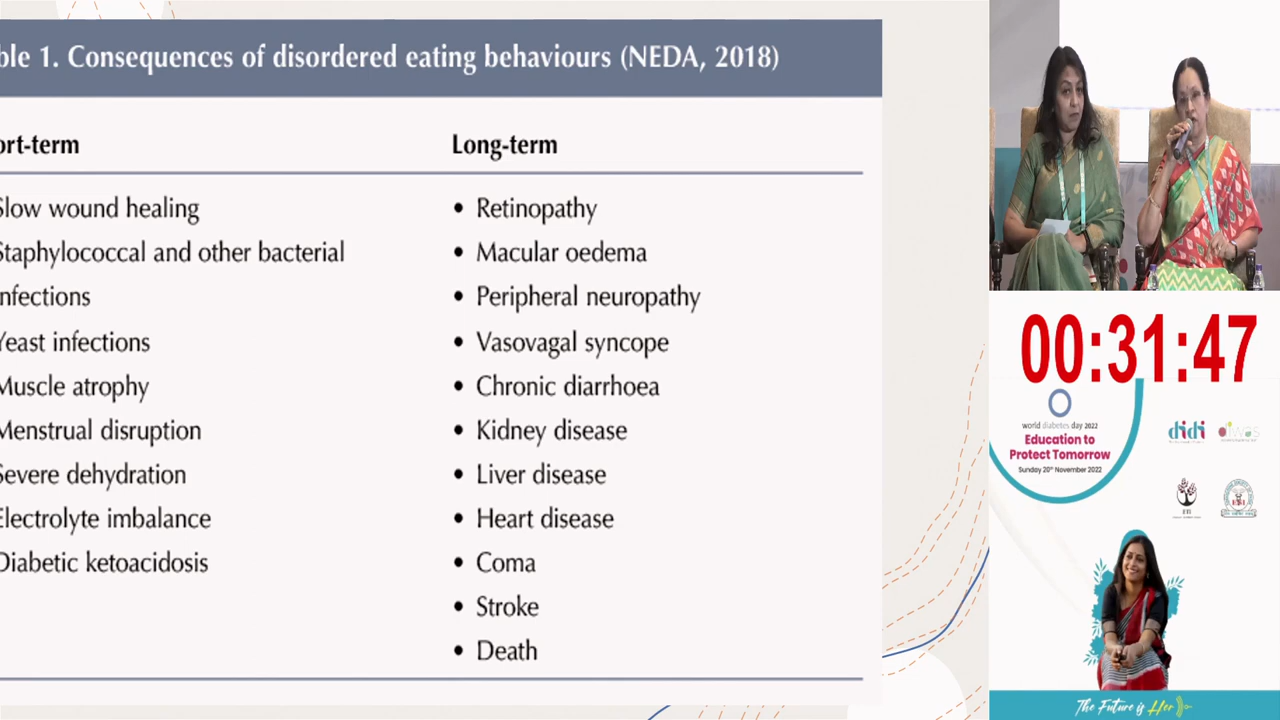 ble 1. Consequences of disordered eating behaviours (NEDA, 2018)
ort-term
Slow wound healing
Staphylococcal and other bacterial
infections
Yeast infections
Muscle atrophy
Menstrual disruption
Severe dehydration
Electrolyte imbalance
Diabetic ketoacidosis
Long-term
• Retinopathy
• Macular oedema
• Peripheral neuropathy
• Vasovagal syncope
• Chronic diarrhoea
• Kidney disease
• Liver disease
• Heart disease
• Coma
• Stroke
• Death
00:31:47
world diabetes day 2022
Education to
Protect Tomorrow
Sunday 20th November 2022
didi
The Future is Her